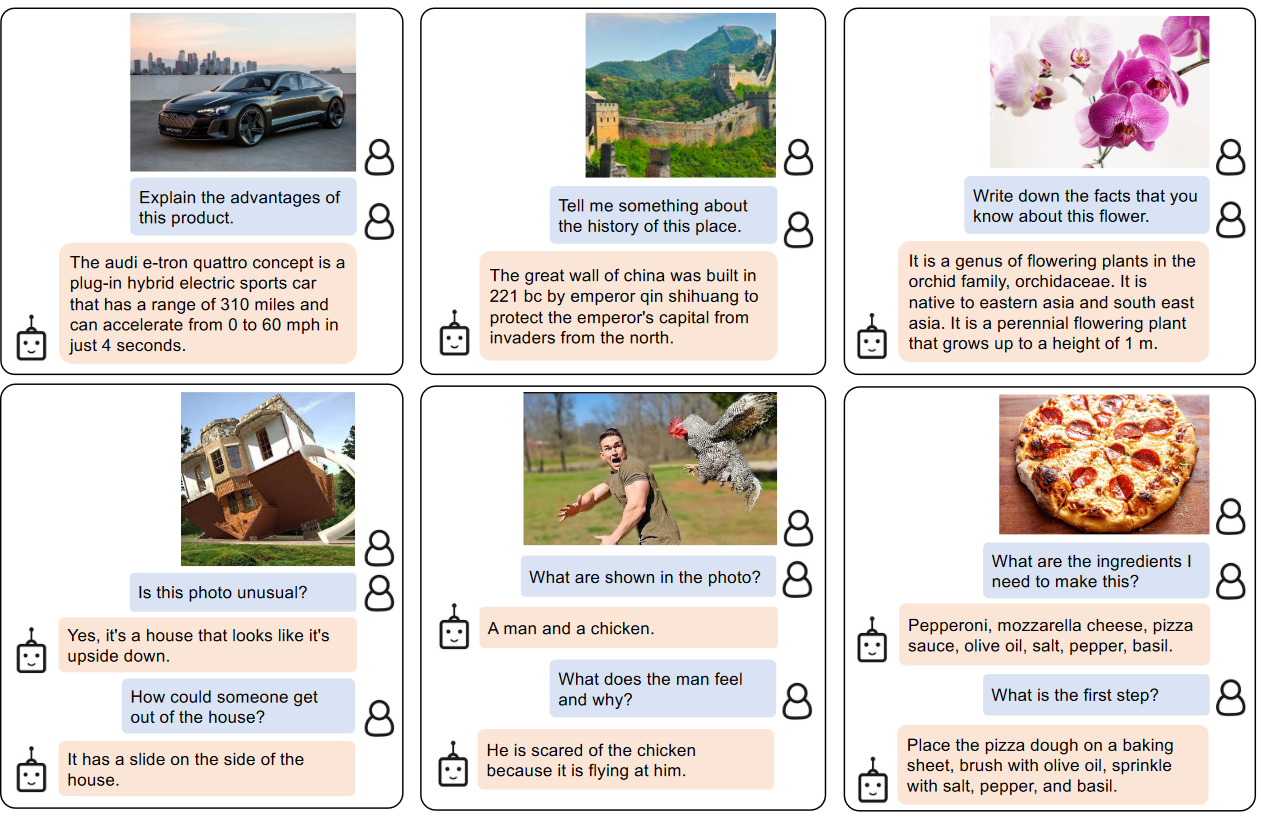 Explain the advantages of
this product.
The audi e-tron quattro concept is a
plug-in hybrid electric sports car
that has a range of 310 miles and
can accelerate from 0 to 60 mph in
just 4 seconds.
Tell me something about
the history of this place.
The great wall of china was built in
221 bc by emperor qin shihuang to
protect the emperor's capital from
invaders from the north.
Write down the facts that you
know about this flower.
It is a genus of flowering plants in the
orchid family, orchidaceae. It is
native to eastern asia and south east
asia. It is a perennial flowering plant
that grows up to a height of 1 m.
Is this photo unusual?
Yes, it's a house that looks like it's
upside down.
How could someone get
out of the house?
It has a slide on the side of the
house.
What are shown in the photo?
A man and a chicken.
What does the man feel
and why?
He is scared of the chicken
because it is flying at him.
What are the ingredients I
need to make this?
Pepperoni, mozzarella cheese, pizza
sauce, olive oil, salt, pepper, basil.
What is the first step?
Place the pizza dough on a baking
sheet, brush with olive oil, sprinkle
with salt, pepper, and basil.